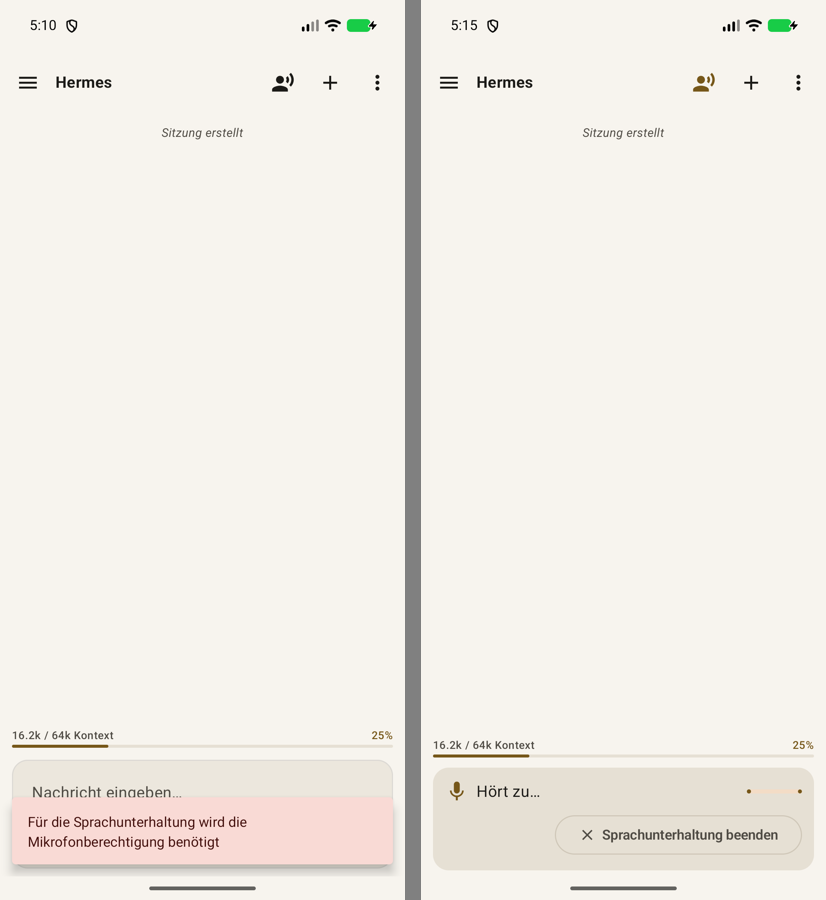 5:10
Hermes
Sitzung erstellt
16.2k / 64k Kontext 25%
Nachricht eingeben...
Für die Sprachunterhaltung wird die
Mikrofonberechtigung benötigt
5:15
Hermes
Sitzung erstellt
16.2k / 64k Kontext 25%
Hört zu...
Sprachunterhaltung beenden